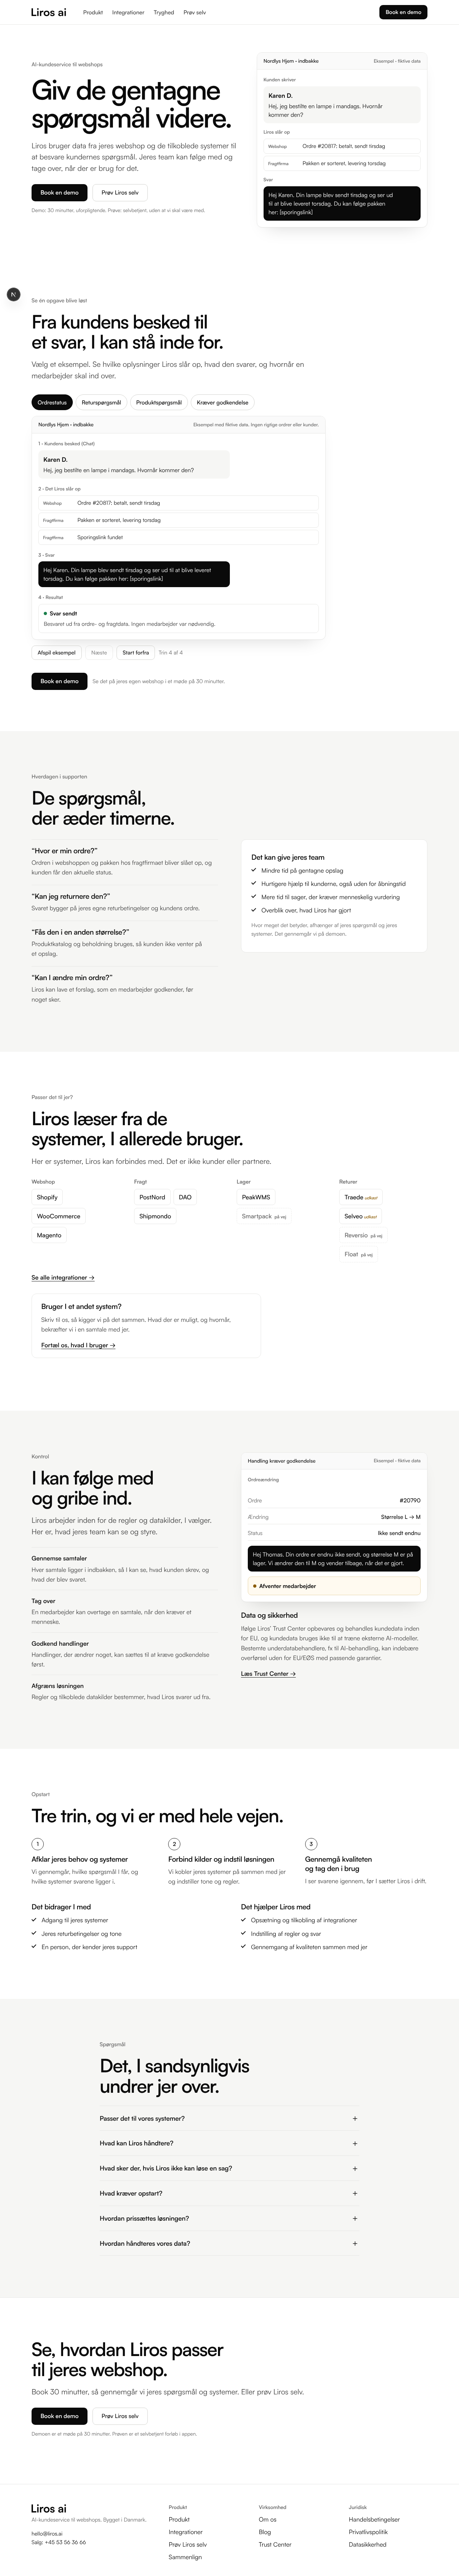 Liros ai
Produkt
Integrationer
Tryghed
Prøv selv
Book en demo
AI-kundeservice til webshops
Giv de gentagne
spørgsmål videre.
Liros bruger data fra jeres webshop og de tilkoblede systemer til
at besvare kundernes spørgsmål. Jeres team kan følge med og
tage over, når der er brug for det.
Book en demo
Prøv Liros selv
Demo: 30 minutter, uforpligtende. Prøve: selvbetjent, uden at vi skal være med.
Nordlys Hjem · indbakke
Eksempel · fiktive data
Kunden skriver
Karen D.
Hej, jeg bestilte en lampe i mandags. Hvornår
kommer den?
Liros slår op
Webshop
Ordre #20817: betalt, sendt tirsdag
Fragtfirma
Pakken er sorteret, levering torsdag
Svar
Hej Karen. Din lampe blev sendt tirsdag og ser ud
til at blive leveret torsdag. Du kan følge pakken
her: [sporingslink]
Se én opgave blive løst
Fra kundens besked til
et svar, I kan stå inde for.
Vælg et eksempel. Se hvilke oplysninger Liros slår op, hvad den svarer, og hvornår en
medarbejder skal ind over.
Ordrestatus
Returspørgsmål
Produktspørgsmål
Kræver godkendelse
Nordlys Hjem · indbakke
Eksempel med fiktive data. Ingen rigtige ordrer eller kunder.
1 · Kundens besked (Chat)
Karen D.
Hej, jeg bestilte en lampe i mandags. Hvornår kommer den?
2 · Det Liros slår op
Webshop
Ordre #20817: betalt, sendt tirsdag
Fragtfirma
Pakken er sorteret, levering torsdag
Fragtfirma
Sporingslink fundet
3 · Svar
Hej Karen. Din lampe blev sendt tirsdag og ser ud til at blive leveret
torsdag. Du kan følge pakken her: [sporingslink]
4 · Resultat
Svar sendt
Besvaret ud fra ordre- og fragtdata. Ingen medarbejder var nødvendig.
Afspil eksempel
Næste
Start forfra
Trin 4 af 4
Book en demo
Se det på jeres egen webshop i et møde på 30 minutter.
Hverdagen i supporten
De spørgsmål,
der æder timerne.
“Hvor er min ordre?”
Ordren i webshoppen og pakken hos fragtfirmaet bliver slået op, og
kunden får den aktuelle status.
“Kan jeg returnere den?”
Svaret bygger på jeres egne returbetingelser og kundens ordre.
“Fås den i en anden størrelse?”
Produktkatalog og beholdning bruges, så kunden ikke venter på
et opslag.
“Kan I ændre min ordre?”
Liros kan lave et forslag, som en medarbejder godkender, før
noget sker.
Det kan give jeres team
Mindre tid på gentagne opslag
Hurtigere hjælp til kunderne, også uden for åbningstid
Mere tid til sager, der kræver menneskelig vurdering
Overblik over, hvad Liros har gjort
Hvor meget det betyder, afhænger af jeres spørgsmål og jeres
systemer. Det gennemgår vi på demoen.
Passer det til jer?
Liros læser fra de
systemer, I allerede bruger.
Her er systemer, Liros kan forbindes med. Det er ikke kunder eller partnere.
Webshop
Shopify
WooCommerce
Magento
Fragt
PostNord
DAO
Shipmondo
Lager
PeakWMS
Smartpack på vej
Returer
Traede udkast
Selveo udkast
Reversio på vej
Float på vej
Se alle integrationer →
Bruger I et andet system?
Skriv til os, så kigger vi på det sammen. Hvad der er muligt, og hvornår,
bekræfter vi i en samtale med jer.
Fortæl os, hvad I bruger →
Kontrol
I kan følge med
og gribe ind.
Liros arbejder inden for de regler og datakilder, I vælger.
Her er, hvad jeres team kan se og styre.
Gennemse samtaler
Hver samtale ligger i indbakken, så I kan se, hvad kunden skrev, og
hvad der blev svaret.
Tag over
En medarbejder kan overtage en samtale, når den kræver et
menneske.
Godkend handlinger
Handlinger, der ændrer noget, kan sættes til at kræve godkendelse
først.
Afgræns løsningen
Regler og tilkoblede datakilder bestemmer, hvad Liros svarer ud fra.
Handling kræver godkendelse
Eksempel · fiktive data
Ordreændring
Ordre
#20790
Ændring
Størrelse L → M
Status
Ikke sendt endnu
Hej Thomas. Din ordre er endnu ikke sendt, og størrelse M er på
lager. Vi ændrer den til M og vender tilbage, når det er gjort.
Afventer medarbejder
Data og sikkerhed
Ifølge Liros’ Trust Center opbevares og behandles kundedata inden
for EU, og kundedata bruges ikke til at træne eksterne AI-modeller.
Bestemte underdatabehandlere, fx til AI-behandling, kan indebære
overførsel uden for EU/EØS med passende garantier.
Læs Trust Center →
Opstart
Tre trin, og vi er med hele vejen.
1
Afklar jeres behov og systemer
Vi gennemgår, hvilke spørgsmål I får, og
hvilke systemer svarene ligger i.
2
Forbind kilder og indstil løsningen
Vi kobler jeres systemer på sammen med jer
og indstiller tone og regler.
3
Gennemgå kvaliteten
og tag den i brug
I ser svarene igennem, før I sætter Liros i drift.
Det bidrager I med
Adgang til jeres systemer
Jeres returbetingelser og tone
En person, der kender jeres support
Det hjælper Liros med
Opsætning og tilkobling af integrationer
Indstilling af regler og svar
Gennemgang af kvaliteten sammen med jer
Spørgsmål
Det, I sandsynligvis
undrer jer over.
Passer det til vores systemer?
Hvad kan Liros håndtere?
Hvad sker der, hvis Liros ikke kan løse en sag?
Hvad kræver opstart?
Hvordan prissættes løsningen?
Hvordan håndteres vores data?
Se, hvordan Liros passer
til jeres webshop.
Book 30 minutter, så gennemgår vi jeres spørgsmål og systemer. Eller prøv Liros selv.
Book en demo
Prøv Liros selv
Demoen er et møde på 30 minutter. Prøven er et selvbetjent forløb i appen.
Liros ai
AI-kundeservice til webshops. Bygget i Danmark.
hello@liros.ai
Salg: +45 53 56 36 66
Produkt
Produkt
Integrationer
Prøv Liros selv
Sammenlign
Virksomhed
Om os
Blog
Trust Center
Juridisk
Handelsbetingelser
Privatlivspolitik
Datasikkerhed